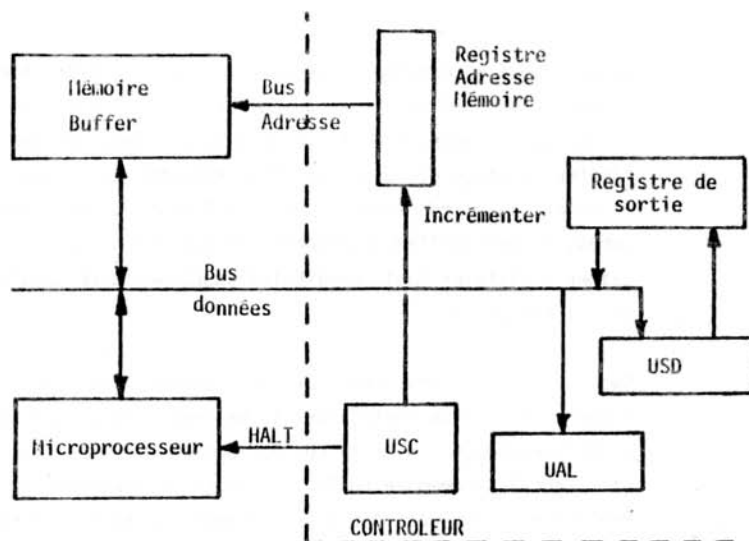 Mémoire
Buffer
Bus
Adresse
Registre
Adresse
Mémoire
Registre de
sortie
Incrémenter
Bus
données
USD
Microprocesseur
HALT
USC
UAL
CONTROLEUR